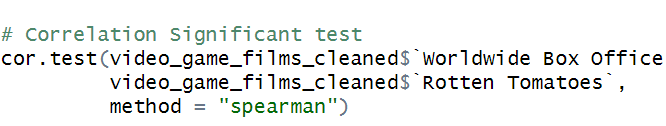 # Correlation Significant test
cor.test(video_game_films_cleaned$`Worldwide Box Office
video_game_films_cleaned$`Rotten Tomatoes`,
method = "spearman")